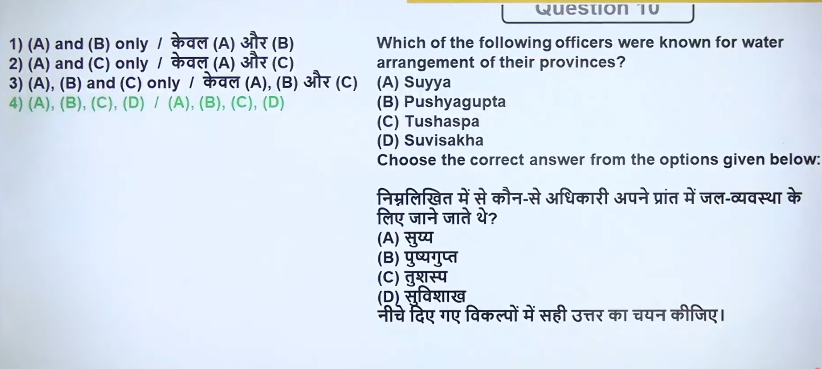 Question 10
1) (A) and (B) only / केवल (A) और (B)
2) (A) and (C) only / केवल (A) और (C)
3) (A), (B) and (C) only / केवल (A), (B) और (C)
4) (A), (B), (C), (D) / (A), (B), (C), (D)
Which of the following officers were known for water
arrangement of their provinces?
(A) Suyya
(B) Pushyagupta
(C) Tushaspa
(D) Suvisakha
Choose the correct answer from the options given below:
निम्नलिखित में से कौन-से अधिकारी अपने प्रांत में जल-व्यवस्था के
लिए जाने जाते थे?
(A) सुय्य
(B) पुष्यगुप्त
(C) तुशस्प
(D) सुविशाख
नीचे दिए गए विकल्पों में सही उत्तर का चयन कीजिए।